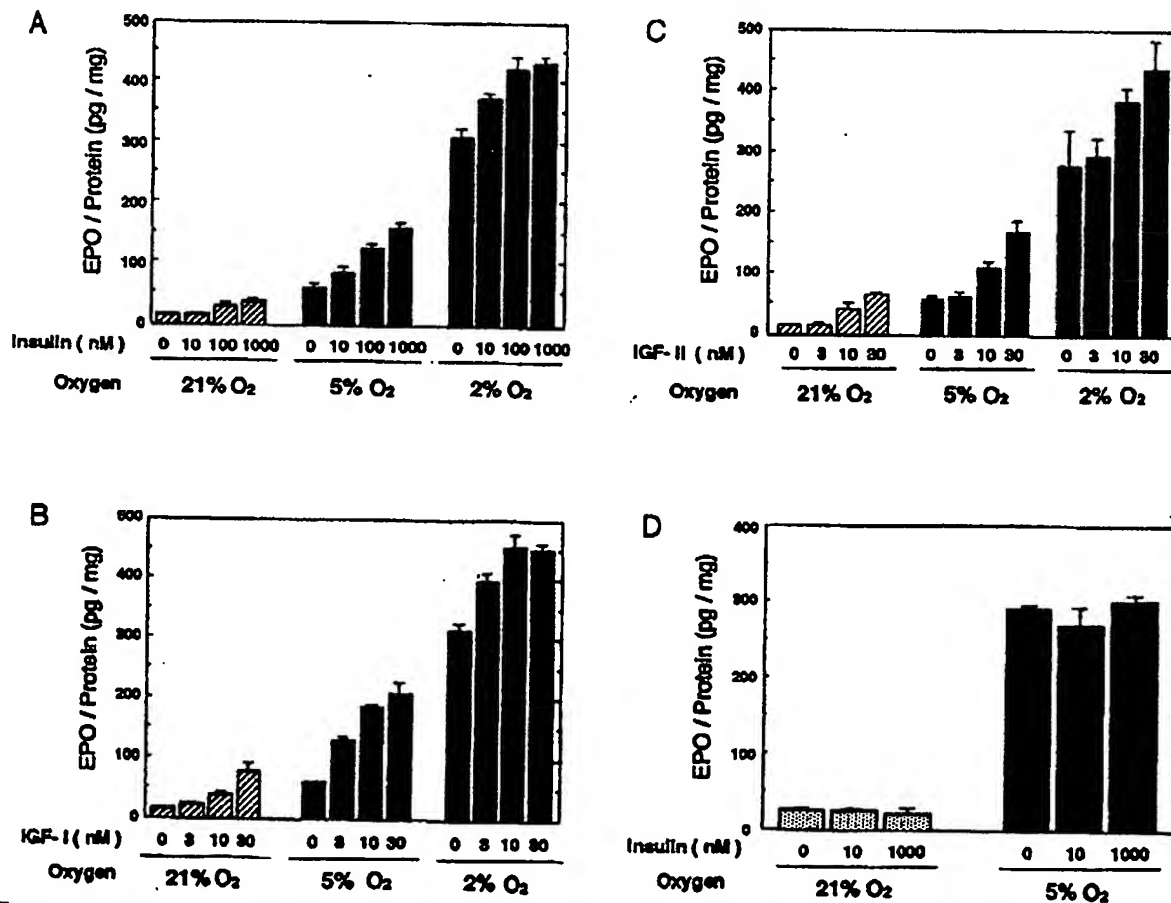 A
500
400
300
200
100
0
EPO / Protein (pg / mg)
Insulin ( nM )
0 10 100 1000 0 10 100 1000 0 10 100 1000
Oxygen 21% O₂ 5% O₂ 2% O₂
C
500
400
300
200
100
0
EPO / Protein (pg / mg)
IGF- II ( nM )
0 3 10 30 0 3 10 30 0 3 10 30
Oxygen 21% O₂ 5% O₂ 2% O₂
B
500
400
300
200
100
0
EPO / Protein (pg / mg)
IGF- I ( nM )
0 3 10 30 0 3 10 30 0 3 10 30
Oxygen 21% O₂ 5% O₂ 2% O₂
D
400
300
200
100
0
EPO / Protein (pg / mg)
Insulin ( nM )
0 10 1000 0 10 1000
Oxygen 21% O₂ 5% O₂